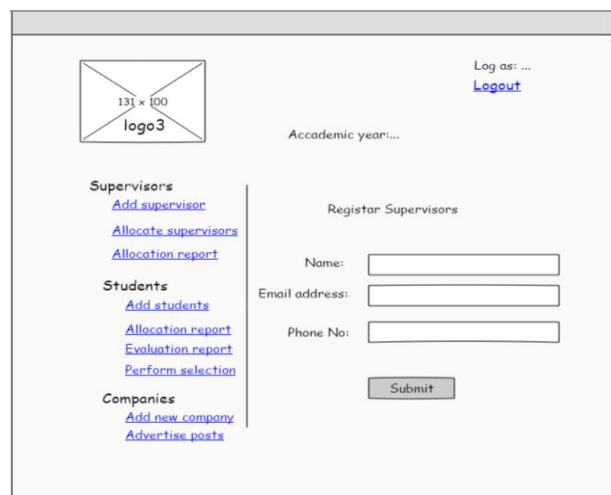 Log as: ...
Logout
131 x 100
logo3
Accademic year:...
Supervisors
Add supervisor
Allocate supervisors
Allocation report
Students
Add students
Allocation report
Evaluation report
Perform selection
Companies
Add new company
Advertise posts
Registar Supervisors
Name:
Email address:
Phone No:
Submit